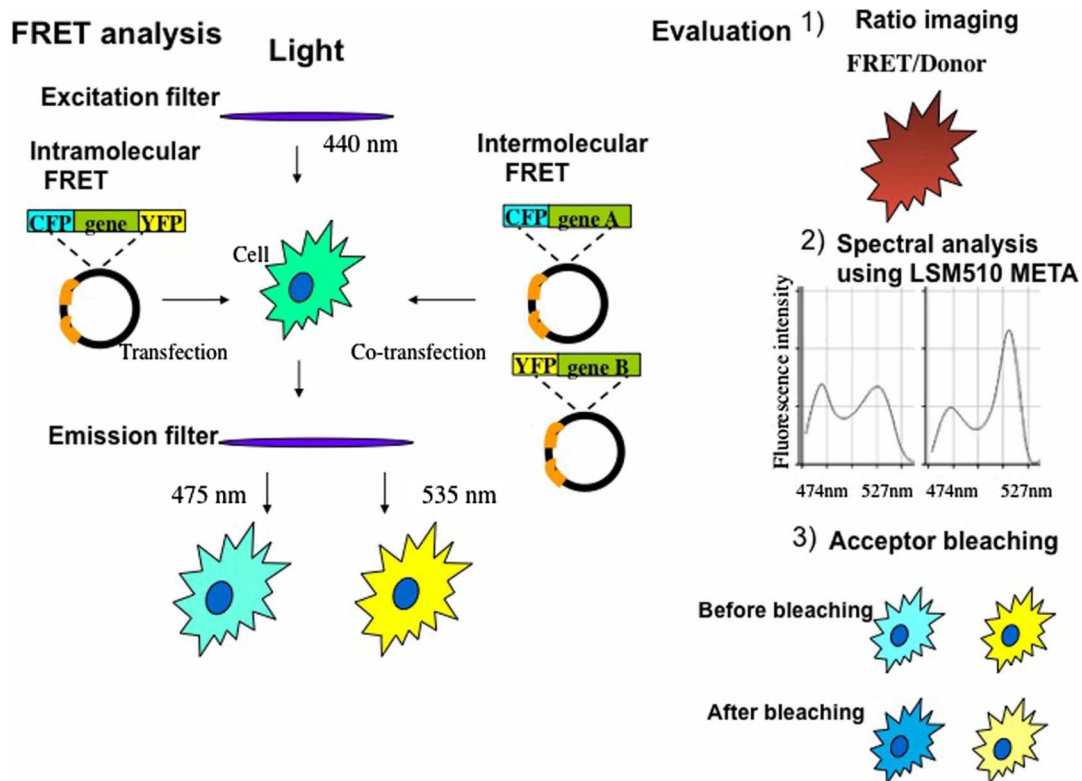 FRET analysis
Light
Excitation filter
440 nm
Intramolecular
FRET
CFP gene YFP
Intermolecular
FRET
CFP gene A
Cell
Transfection
Co-transfection
YFP gene B
Emission filter
475 nm
535 nm
Evaluation
1) Ratio imaging
FRET/Donor
2) Spectral analysis
using LSM510 META
Fluorescence intensity
474nm 527nm 474nm 527nm
3) Acceptor bleaching
Before bleaching
After bleaching